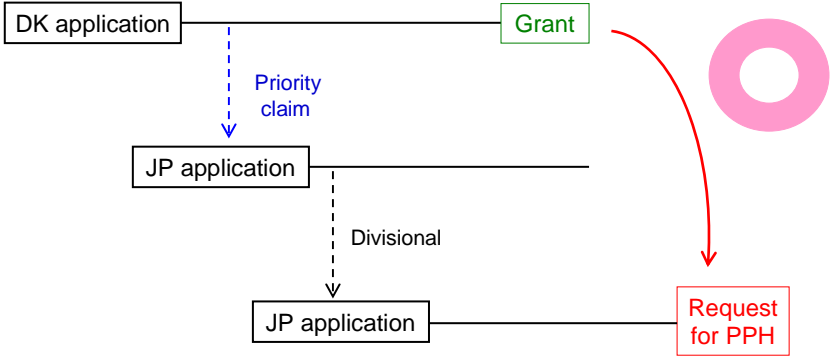 DK application
Grant
Priority
claim
JP application
Divisional
JP application
Request
for PPH